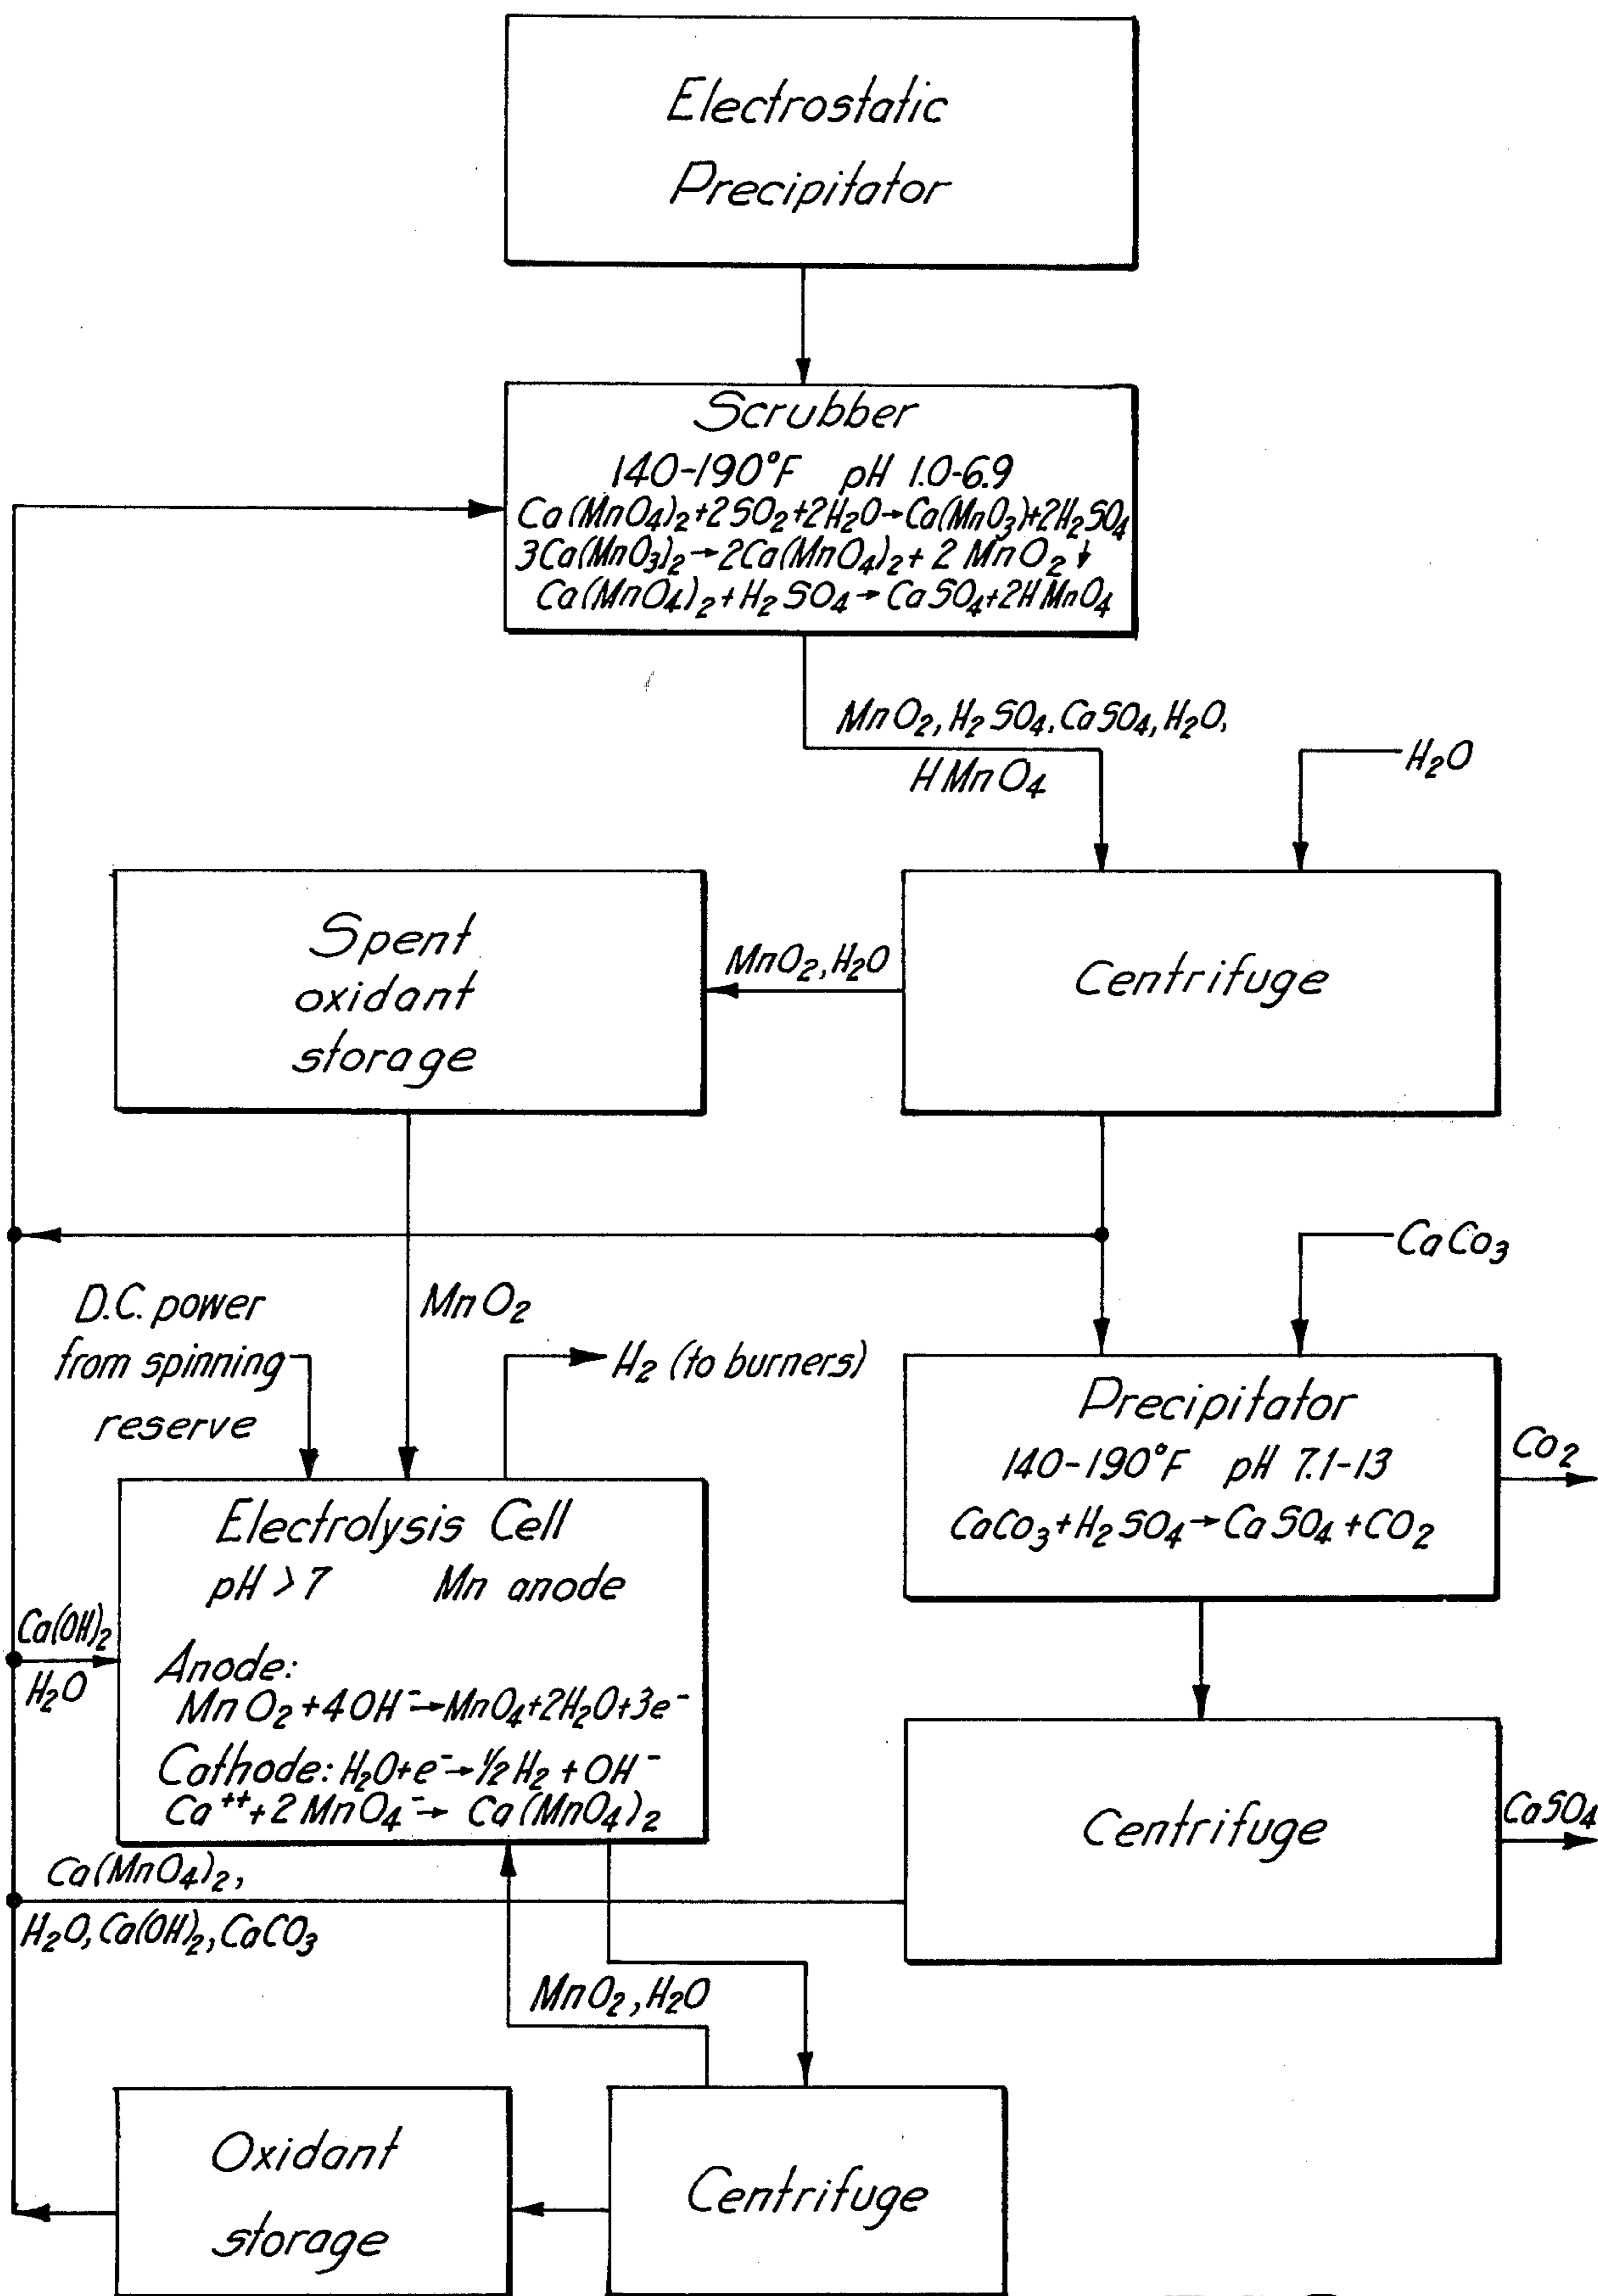 Electrostatic
Precipitator
Scrubber
140-190°F pH 1.0-6.9
Ca(MnO₄)₂+2SO₂+2H₂O→Ca(MnO₃)+2H₂SO₄
3Ca(MnO₃)₂→2Ca(MnO₄)₂+2 MnO₂↓
Ca(MnO₄)₂+H₂SO₄→CaSO₄+2HMnO₄
MnO₂,H₂SO₄,CaSO₄,H₂O,
HMnO₄
H₂O
Spent
oxidant
storage
MnO₂,H₂O
Centrifuge
CaCo₃
D.C. power
from spinning
reserve
MnO₂
H₂ (to burners)
Precipitator
140-190°F pH 7.1-13
CaCo₃+H₂SO₄→CaSO₄+CO₂
Co₂
Electrolysis Cell
pH > 7 Mn anode
Ca(OH)₂
H₂O
Anode:
MnO₂+4OH⁻→MnO₄+2H₂O+3e⁻
Cathode: H₂O+e⁻→½H₂+OH⁻
Ca⁺⁺+2MnO₄⁻→Ca(MnO₄)₂
Centrifuge
CaSO₄
Ca(MnO₄)₂,
H₂O,Ca(OH)₂,CaCO₃
MnO₂,H₂O
Oxidant
storage
Centrifuge